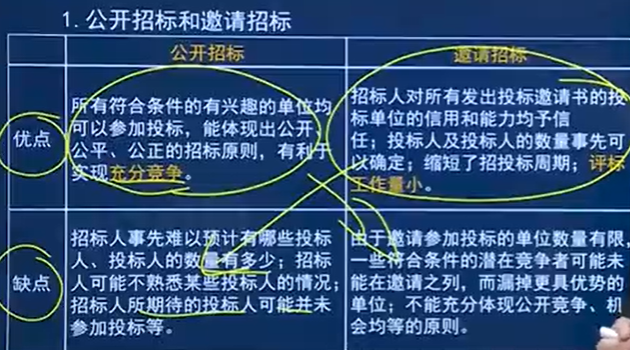 1. 公开招标和邀请招标
公开招标
邀请招标
优点
所有符合条件的有兴趣的单位均
可以参加投标，能体现出公开、
公平、公正的招标原则，有利于
实现充分竞争。
招标人对所有发出投标邀请书的投
标单位的信用和能力均予信
任；投标人及投标人的数量事先可
以确定；缩短了招投标周期；评标
工作量小。
缺点
招标人事先难以预计有哪些投标
人、投标人的数量有多少；招标
人可能不熟悉某些投标人的情况；
招标人所期待的投标人可能并未
参加投标等。
由于邀请参加投标的单位数量有限，
一些符合条件的潜在竞争者可能未
能在邀请之列，而漏掉更具优势的
单位；不能充分体现公开竞争、机
会均等的原则。